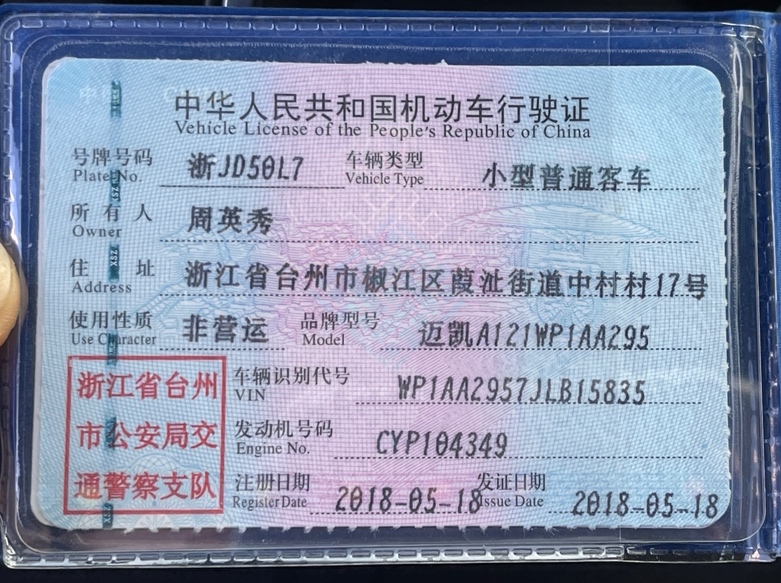 中华人民共和国机动车行驶证
Vehicle License of the People's Republic of China
号牌号码 Plate No. 浙JD50L7 车辆类型 Vehicle Type 小型普通客车
所有人 Owner 周英秀
住址 Address 浙江省台州市椒江区葭沚街道中村村17号
使用性质 Use Character 非营运 品牌型号 Model 迈凯A121WP1AA295
浙江省台州
市公安局交
通警察支队
车辆识别代号 VIN WP1AA2957JLB15835
发动机号码 Engine No. CYP104349
注册日期 Register Date 2018-05-18 发证日期 Issue Date 2018-05-18